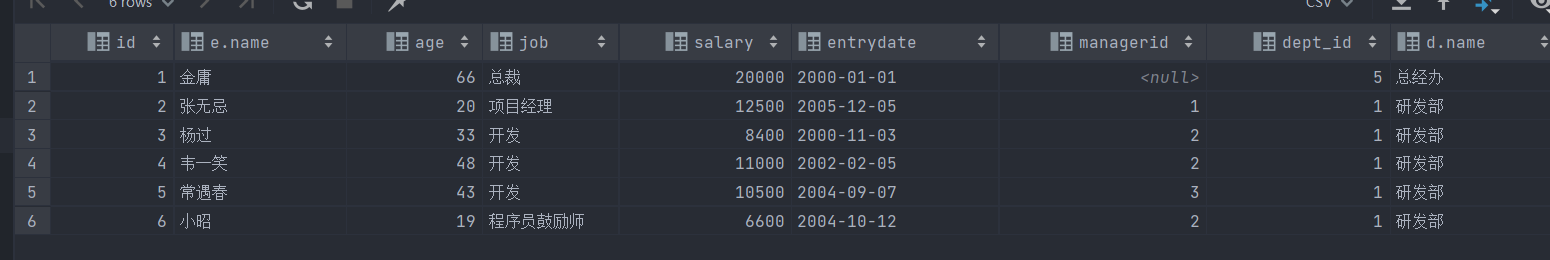 6 rows CSV
id e.name age job salary entrydate managerid dept_id d.name
1 1 金庸 66 总裁 20000 2000-01-01 <null> 5 总经办
2 2 张无忌 20 项目经理 12500 2005-12-05 1 1 研发部
3 3 杨过 33 开发 8400 2000-11-03 2 1 研发部
4 4 韦一笑 48 开发 11000 2002-02-05 2 1 研发部
5 5 常遇春 43 开发 10500 2004-09-07 3 1 研发部
6 6 小昭 19 程序员鼓励师 6600 2004-10-12 2 1 研发部